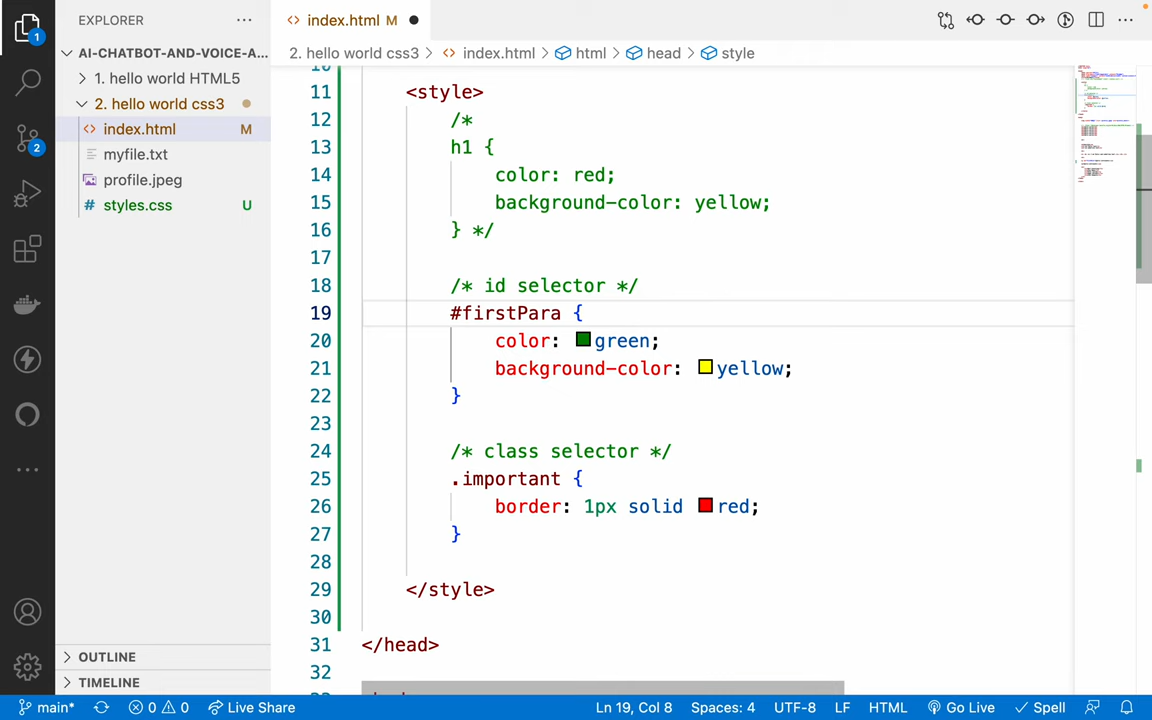 EXPLORER
index.html M
AI-CHATBOT-AND-VOICE-A...
1. hello world HTML5
2. hello world css3
index.html M
myfile.txt
profile.jpeg
# styles.css U
OUTLINE
TIMELINE
1
2
2. hello world css3 > index.html > html > head > style
11 <style>
12 /*
13 h1 {
14 color: red;
15 background-color: yellow;
16 } */
17
18 /* id selector */
19 #firstPara {
20 color: green;
21 background-color: yellow;
22 }
23
24 /* class selector */
25 .important {
26 border: 1px solid red;
27 }
28
29 </style>
30
31 </head>
32
main* 0 0 Live Share Ln 19, Col 8 Spaces: 4 UTF-8 LF HTML Go Live Spell